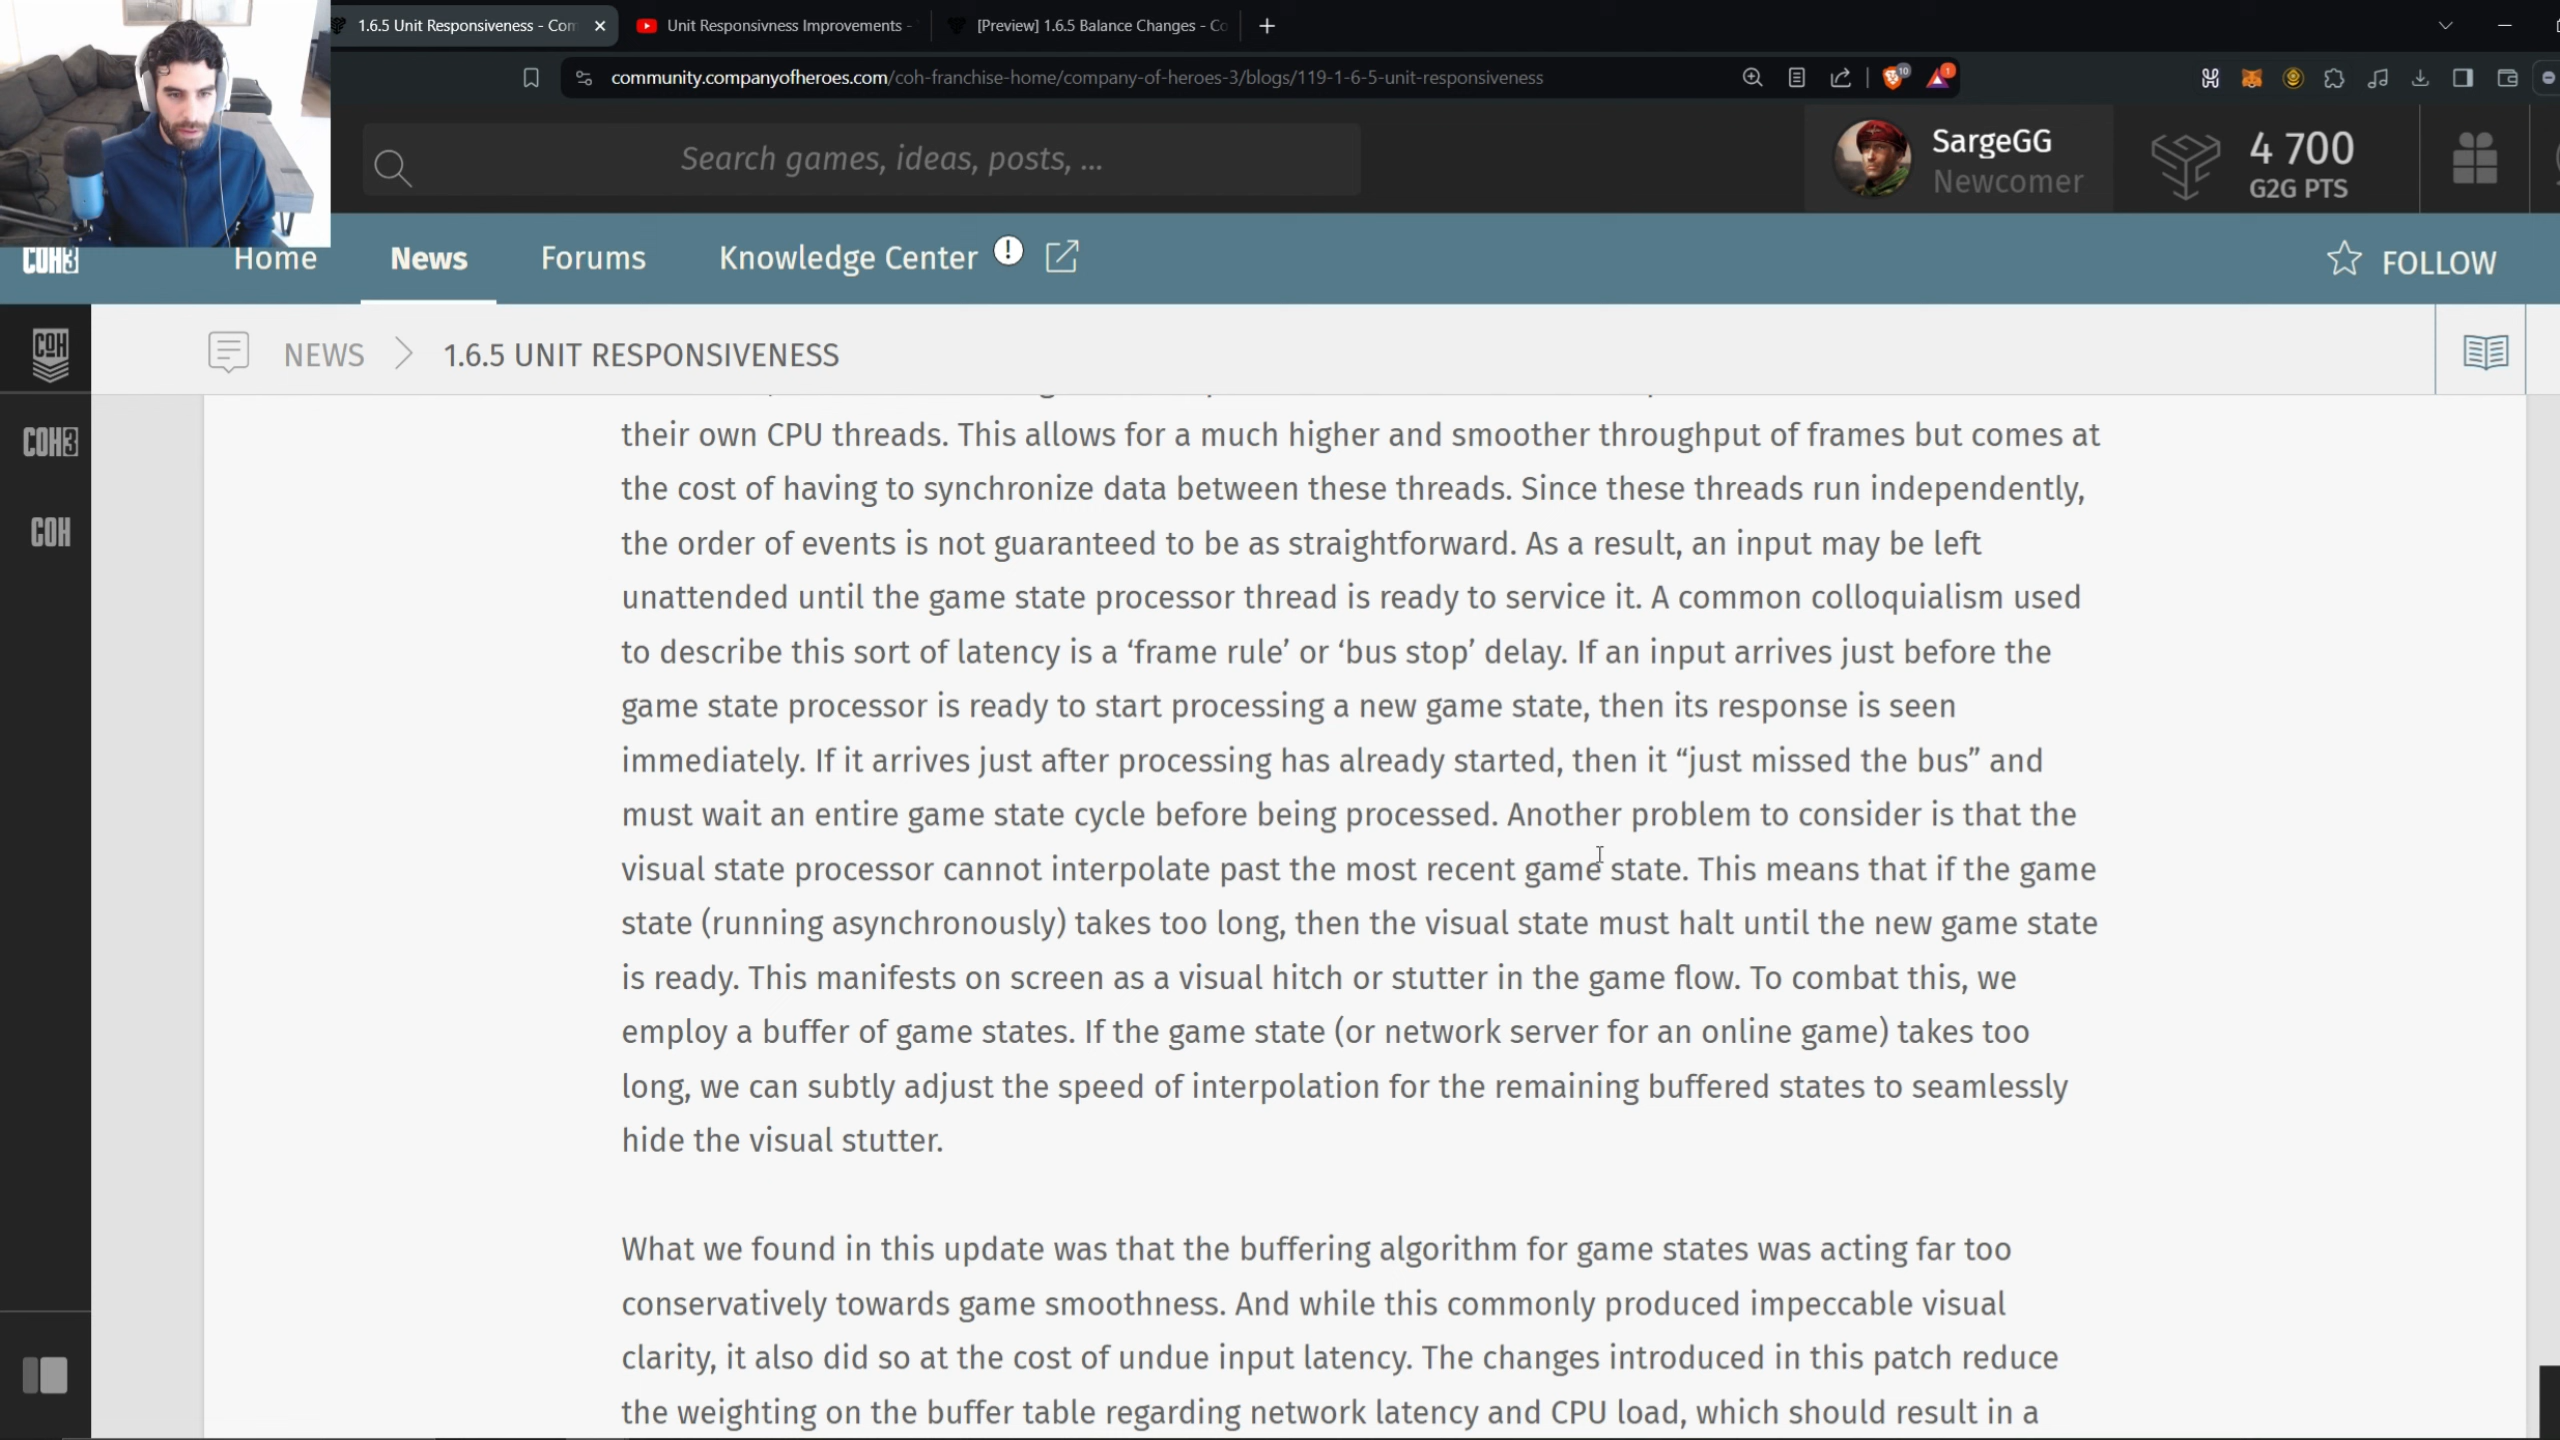 1.6.5 Unit Responsiveness - Com
Unit Responsivness Improvements -
[Preview] 1.6.5 Balance Changes - Co
community.companyofheroes.com/coh-franchise-home/company-of-heroes-3/blogs/119-1-6-5-unit-responsiveness
10
1
Search games, ideas, posts, ...
SargeGG
Newcomer
4 700
G2G PTS
COH3
Home
News
Forums
Knowledge Center
!
FOLLOW
COH
NEWS
1.6.5 UNIT RESPONSIVENESS
COH3
COH
their own CPU threads. This allows for a much higher and smoother throughput of frames but comes at
the cost of having to synchronize data between these threads. Since these threads run independently,
the order of events is not guaranteed to be as straightforward. As a result, an input may be left
unattended until the game state processor thread is ready to service it. A common colloquialism used
to describe this sort of latency is a ‘frame rule’ or ‘bus stop’ delay. If an input arrives just before the
game state processor is ready to start processing a new game state, then its response is seen
immediately. If it arrives just after processing has already started, then it “just missed the bus” and
must wait an entire game state cycle before being processed. Another problem to consider is that the
visual state processor cannot interpolate past the most recent game state. This means that if the game
state (running asynchronously) takes too long, then the visual state must halt until the new game state
is ready. This manifests on screen as a visual hitch or stutter in the game flow. To combat this, we
employ a buffer of game states. If the game state (or network server for an online game) takes too
long, we can subtly adjust the speed of interpolation for the remaining buffered states to seamlessly
hide the visual stutter.
What we found in this update was that the buffering algorithm for game states was acting far too
conservatively towards game smoothness. And while this commonly produced impeccable visual
clarity, it also did so at the cost of undue input latency. The changes introduced in this patch reduce
the weighting on the buffer table regarding network latency and CPU load, which should result in a